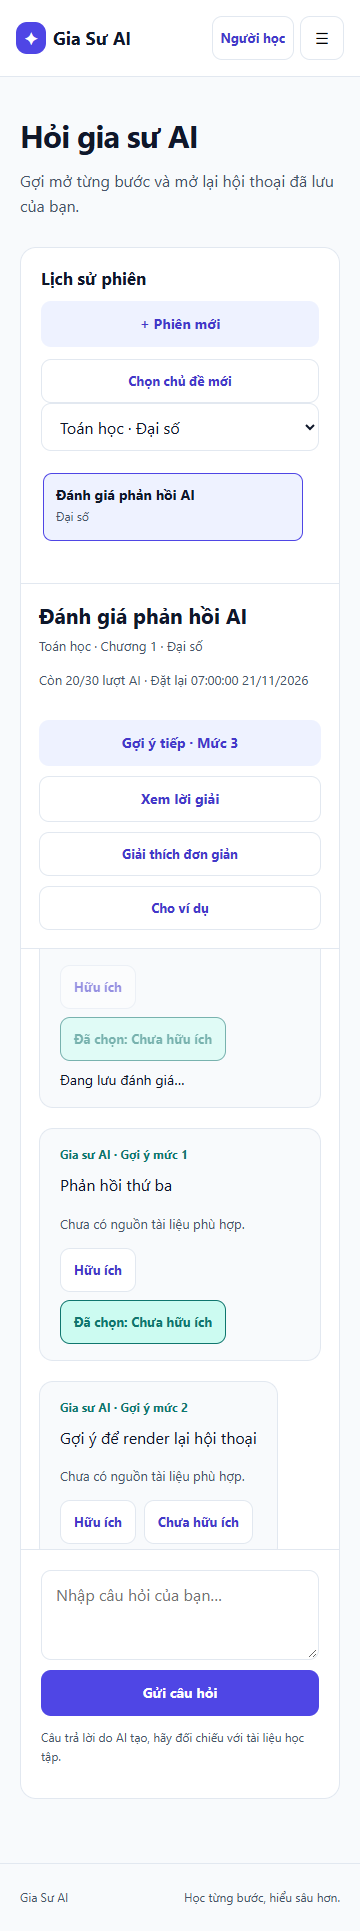 ✦ Gia Sư AI
Người học
☰
Hỏi gia sư AI
Gợi mở từng bước và mở lại hội thoại đã lưu
của bạn.
Lịch sử phiên
+ Phiên mới
Chọn chủ đề mới
Toán học · Đại số
Đánh giá phản hồi AI
Đại số
Đánh giá phản hồi AI
Toán học · Chương 1 · Đại số
Còn 20/30 lượt AI · Đặt lại 07:00:00 21/11/2026
Gợi ý tiếp · Mức 3
Xem lời giải
Giải thích đơn giản
Cho ví dụ
Hữu ích
Đã chọn: Chưa hữu ích
Đang lưu đánh giá...
Gia sư AI · Gợi ý mức 1
Phản hồi thứ ba
Chưa có nguồn tài liệu phù hợp.
Hữu ích
Đã chọn: Chưa hữu ích
Gia sư AI · Gợi ý mức 2
Gợi ý để render lại hội thoại
Chưa có nguồn tài liệu phù hợp.
Hữu ích
Chưa hữu ích
Nhập câu hỏi của bạn...
Gửi câu hỏi
Câu trả lời do AI tạo, hãy đối chiếu với tài liệu học
tập.
Gia Sư AI
Học từng bước, hiểu sâu hơn.